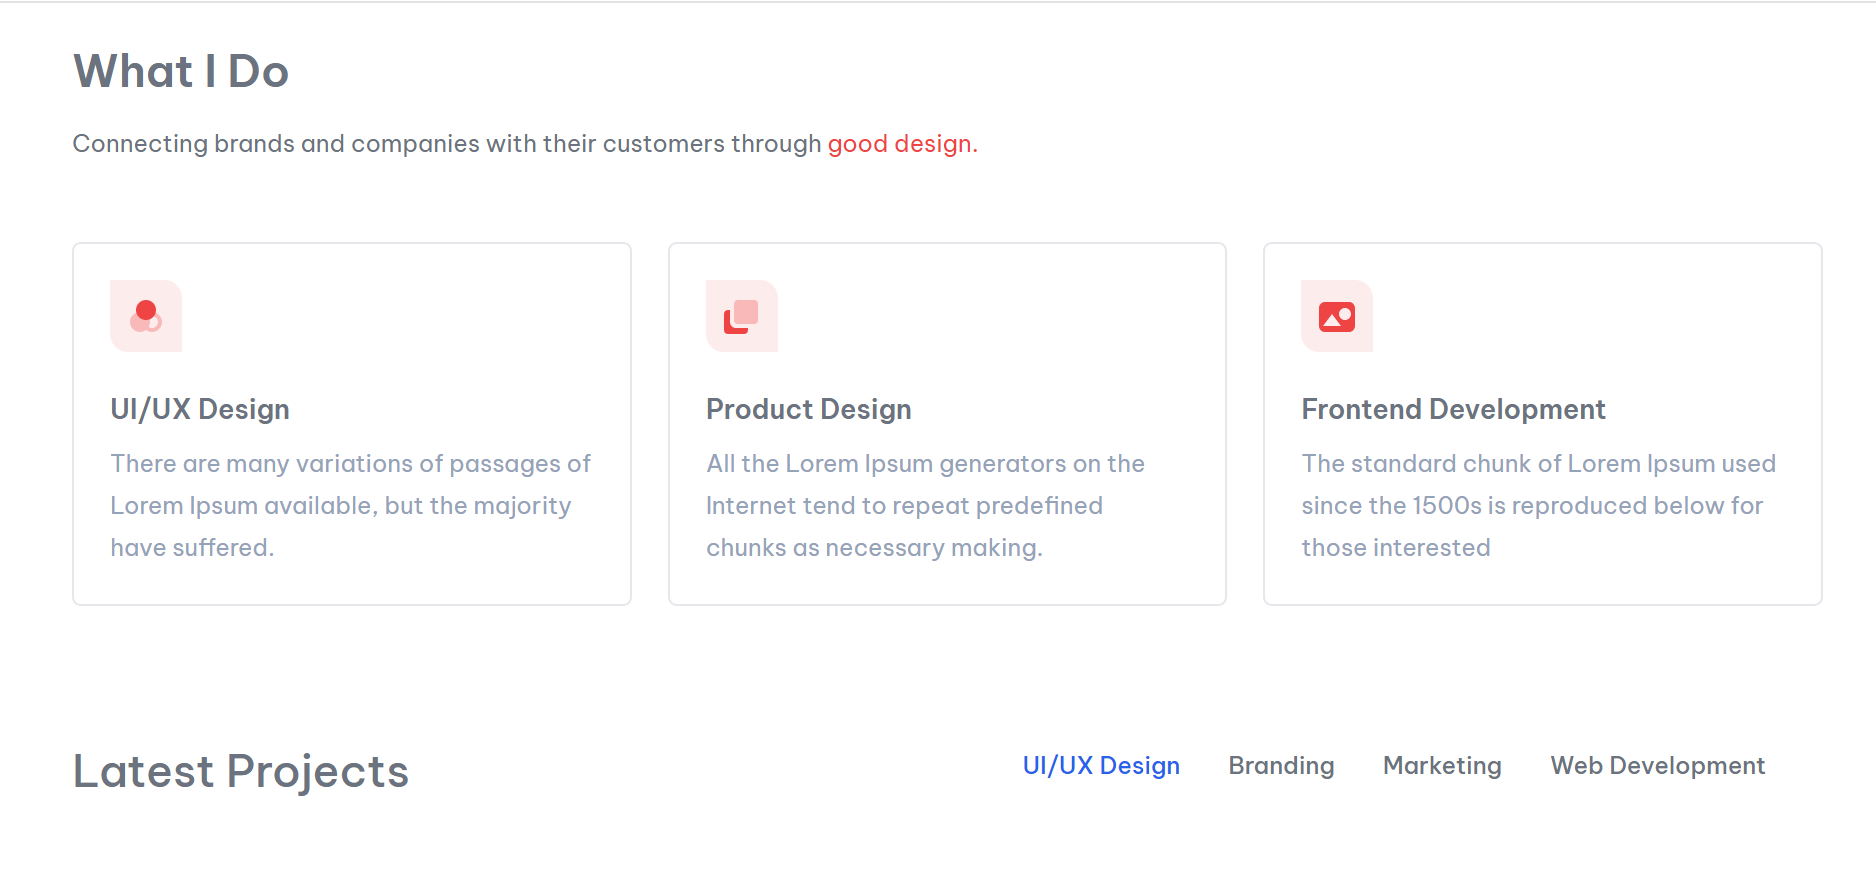 What I Do
Connecting brands and companies with their customers through good design.
UI/UX Design
There are many variations of passages of
Lorem Ipsum available, but the majority
have suffered.
Product Design
All the Lorem Ipsum generators on the
Internet tend to repeat predefined
chunks as necessary making.
Frontend Development
The standard chunk of Lorem Ipsum used
since the 1500s is reproduced below for
those interested
Latest Projects
UI/UX Design Branding Marketing Web Development